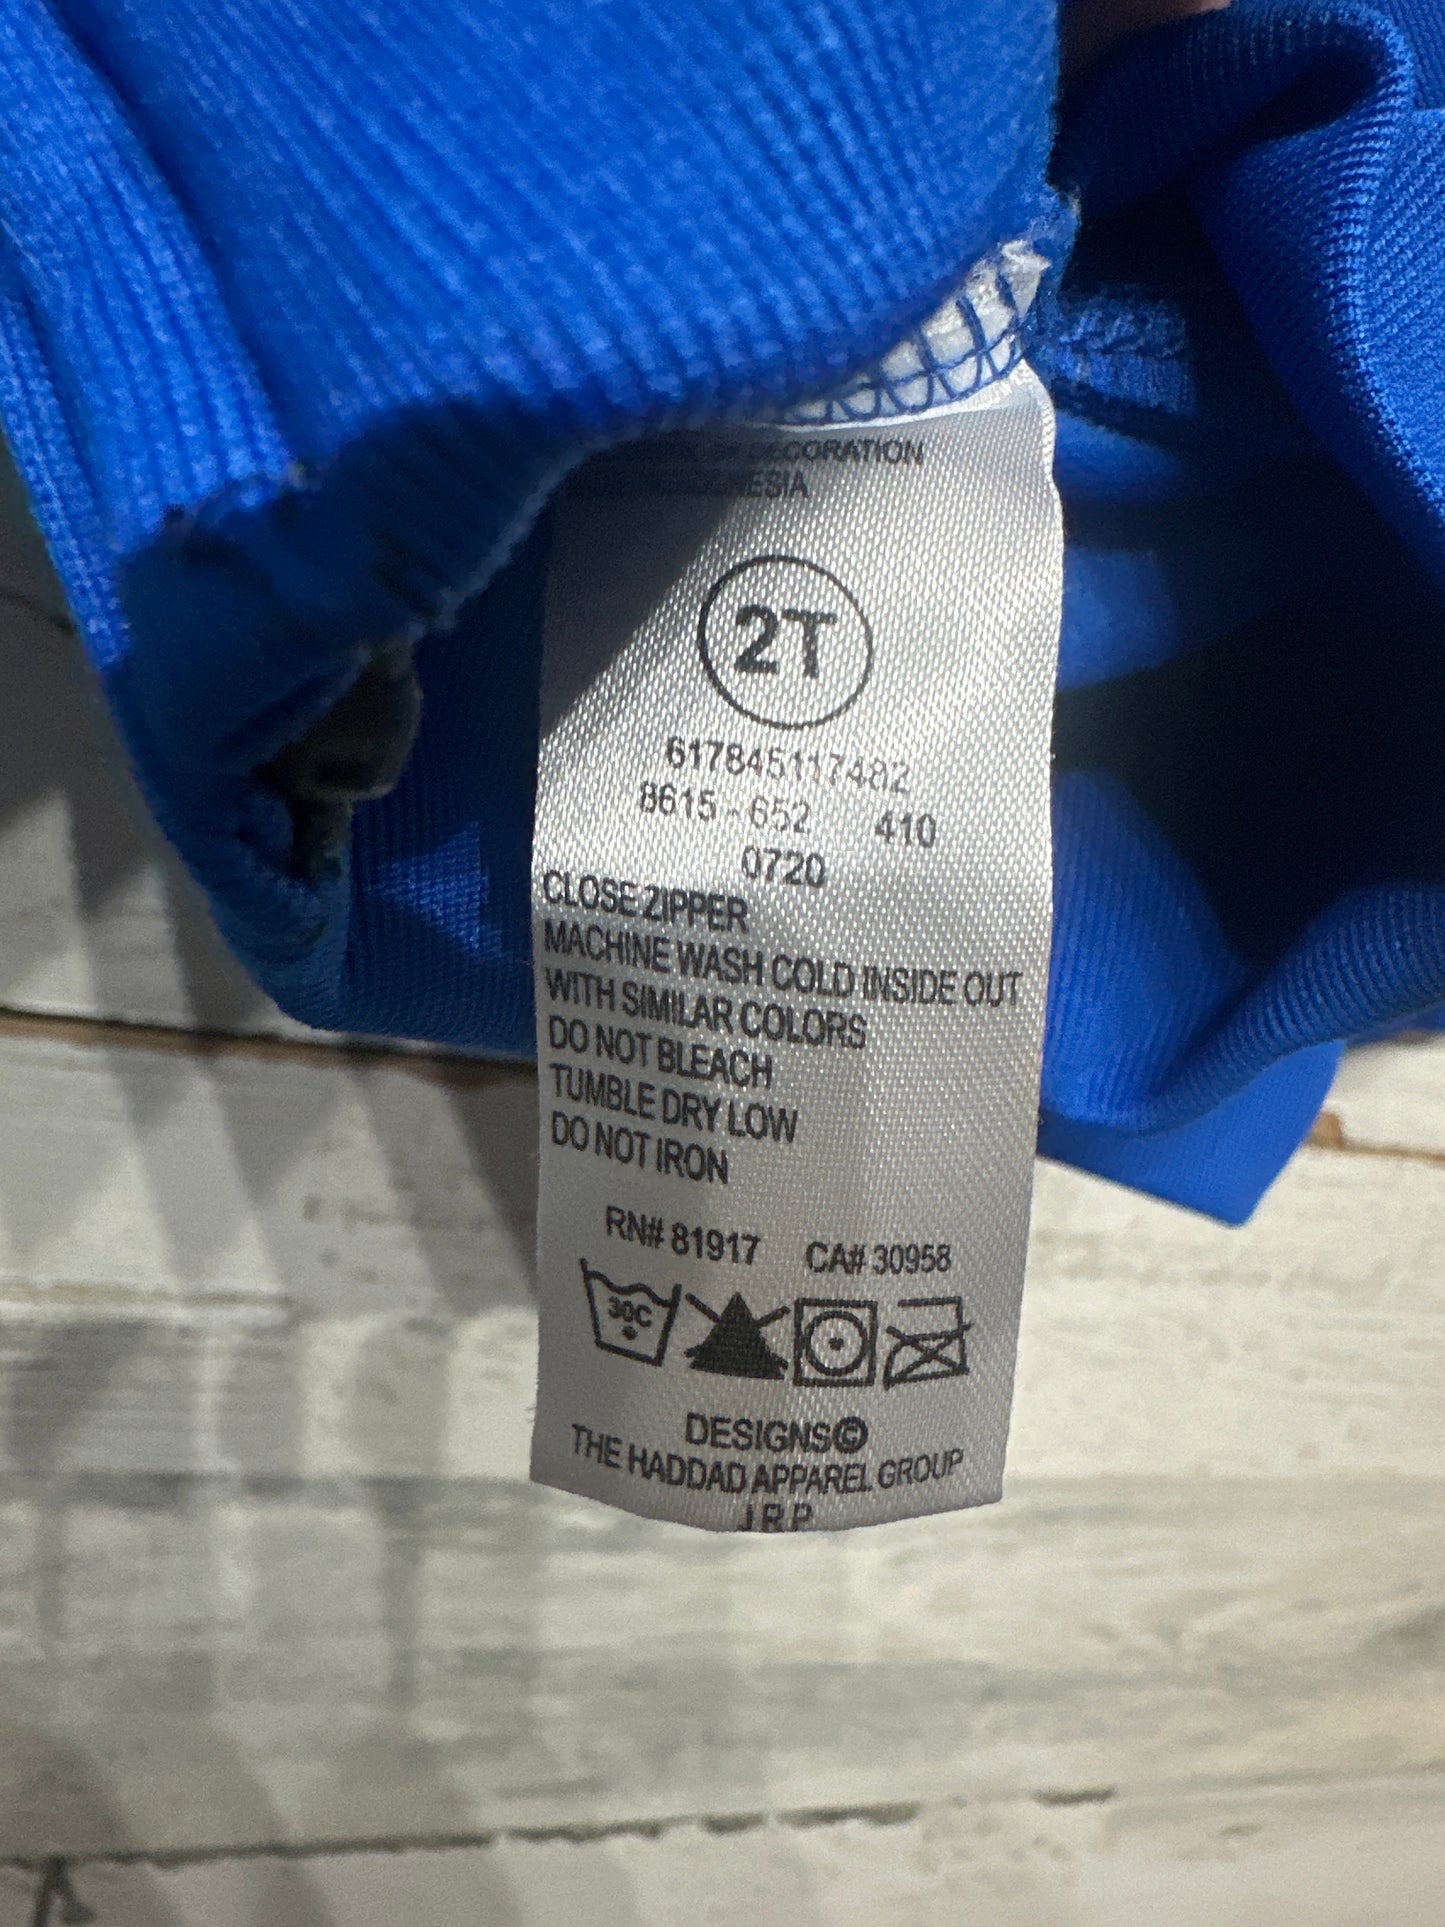 DECORATION
2T
617845117482
8615 - 652 410
0720
CLOSE ZIPPER
MACHINE WASH COLD INSIDE OUT
WITH SIMILAR COLORS
DO NOT BLEACH
TUMBLE DRY LOW
DO NOT IRON
RN# 81917 CA# 30958
30C
DESIGNS©
THE HADDAD APPAREL GROUP
J.R.P.